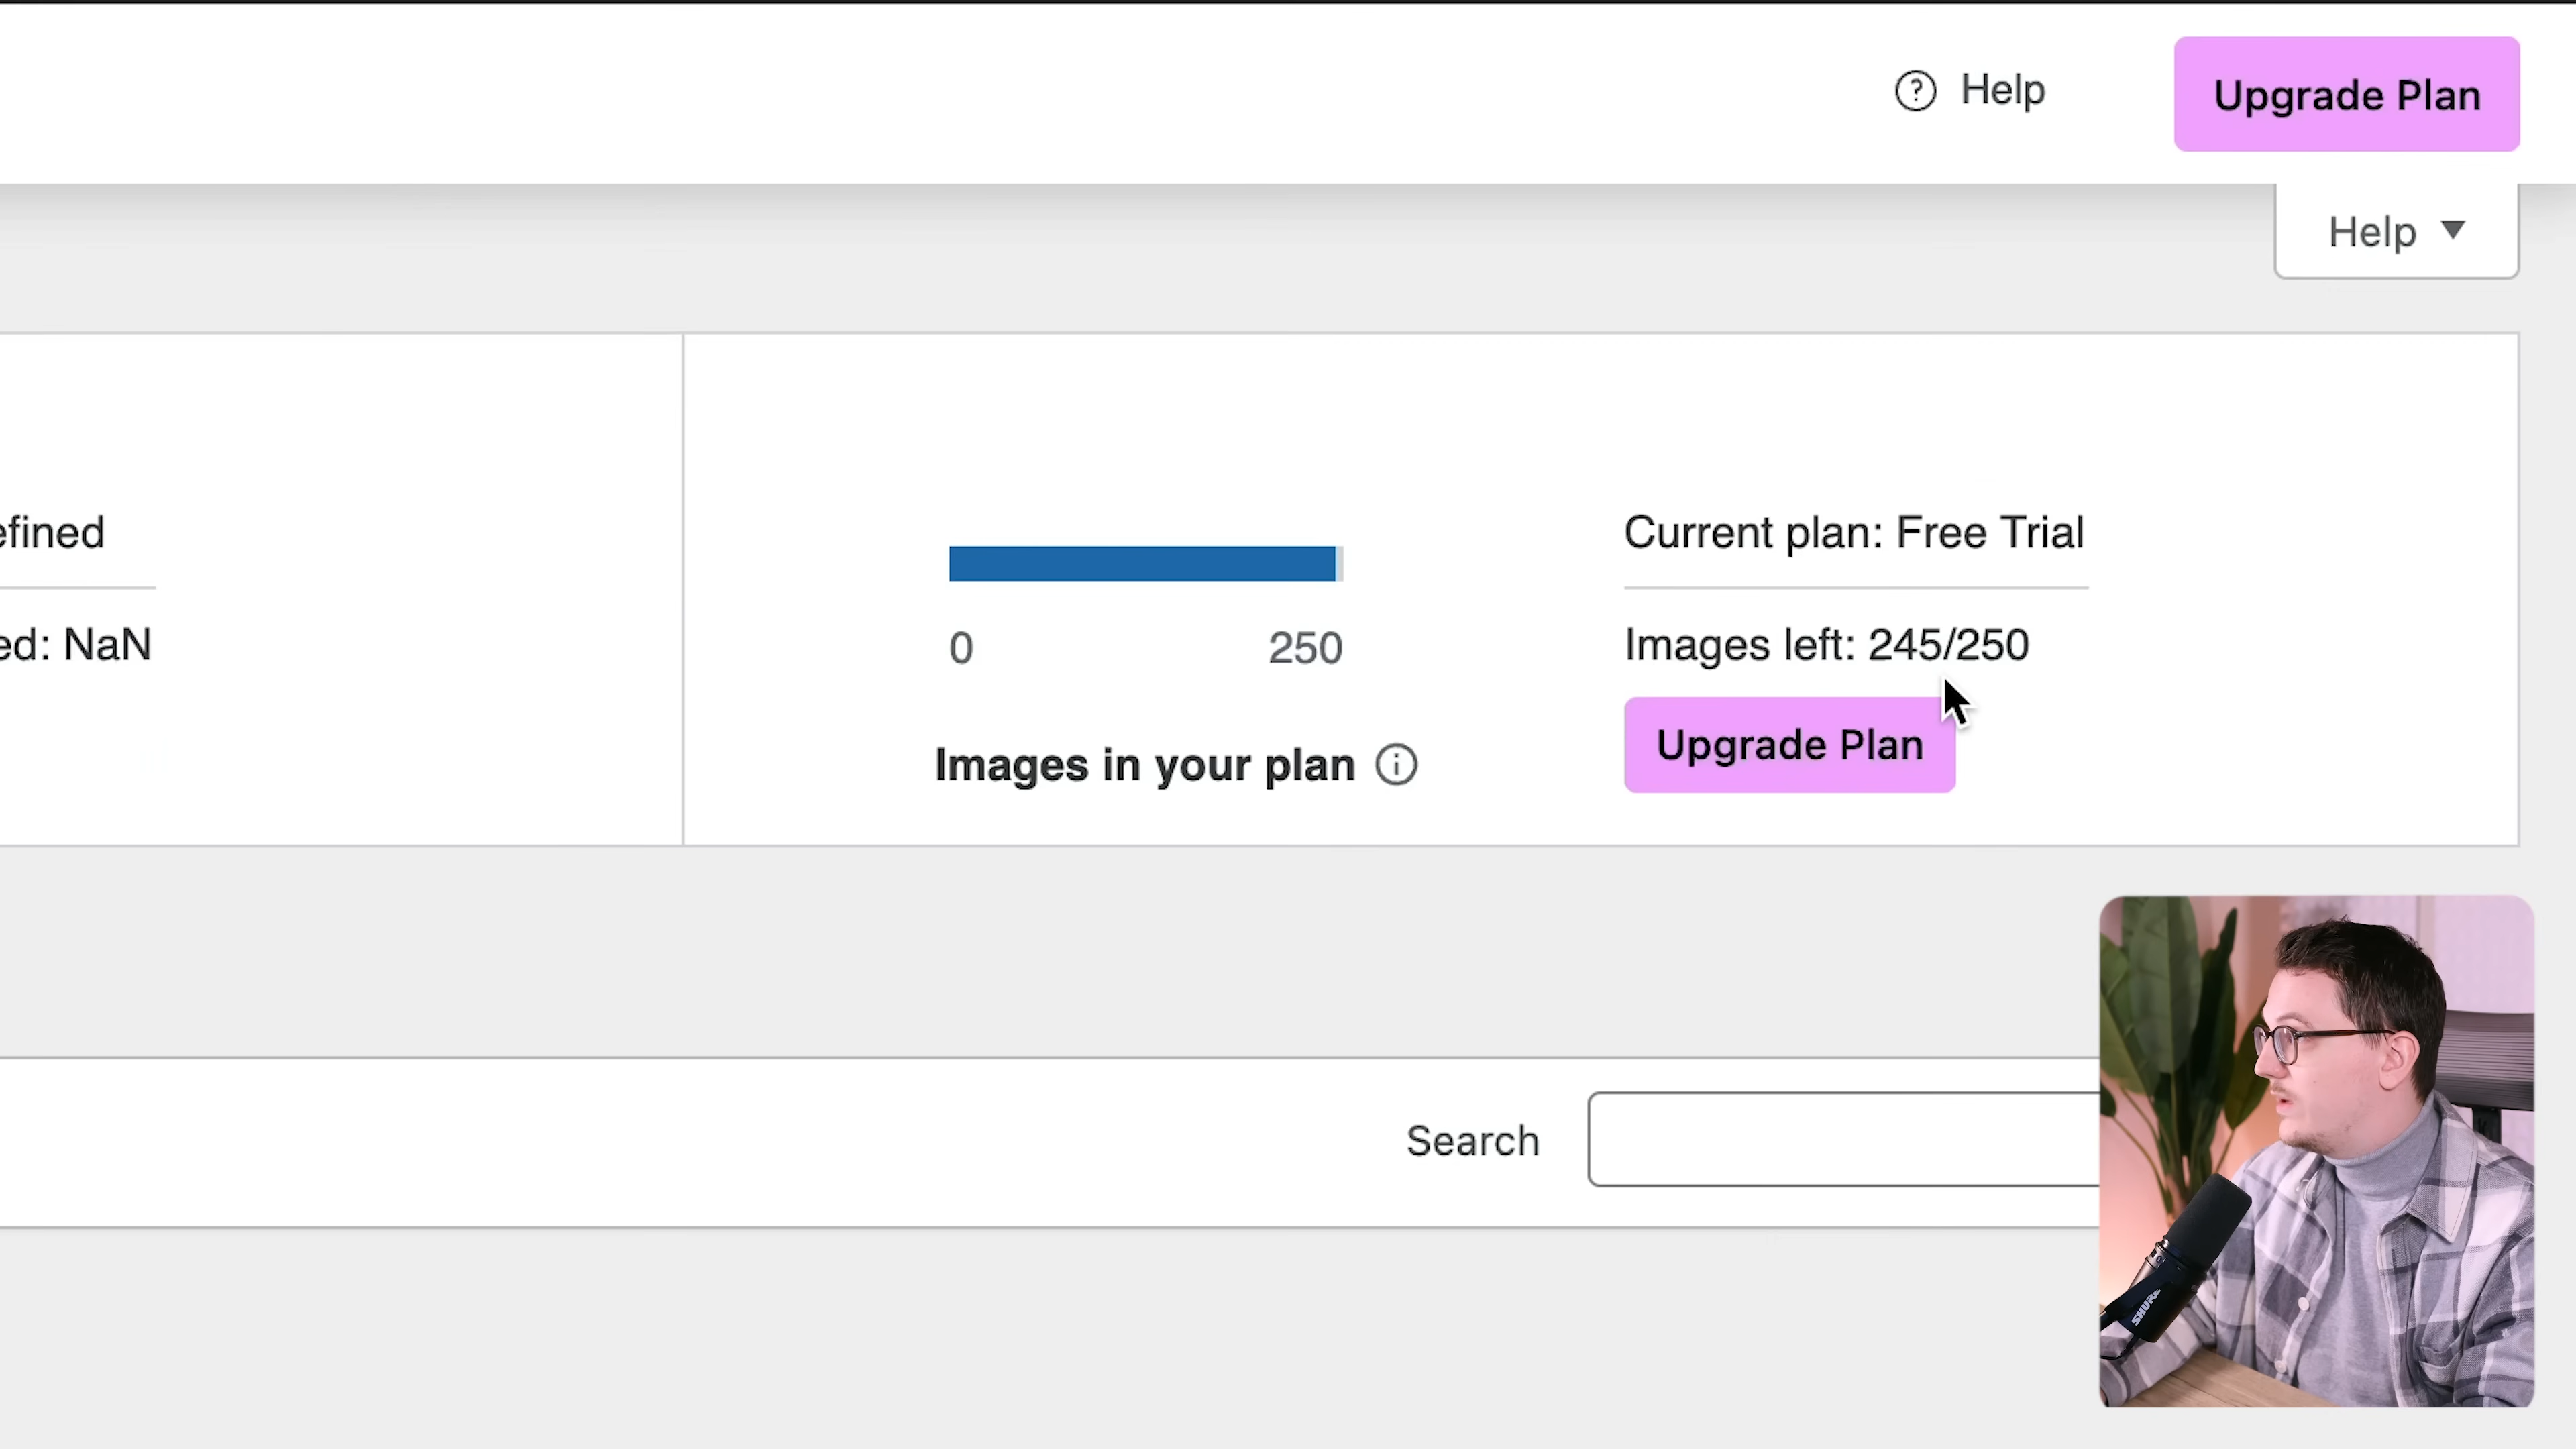 Help
Upgrade Plan
Help
efined
ed: NaN
0 250
Images in your plan
Current plan: Free Trial
Images left: 245/250
Upgrade Plan
Search
SHURE